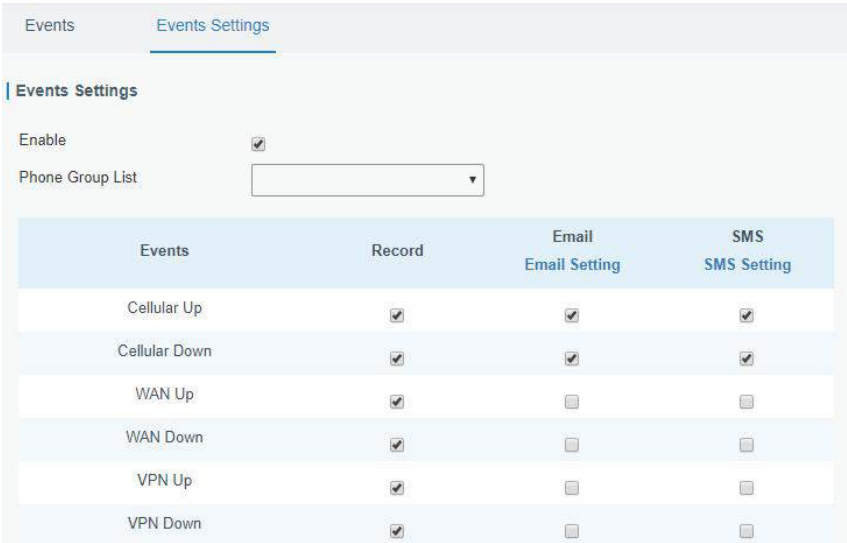 Events Events Settings
Events Settings
Enable
Phone Group List
Events Record Email SMS
Email Setting SMS Setting
Cellular Up
Cellular Down
WAN Up
WAN Down
VPN Up
VPN Down